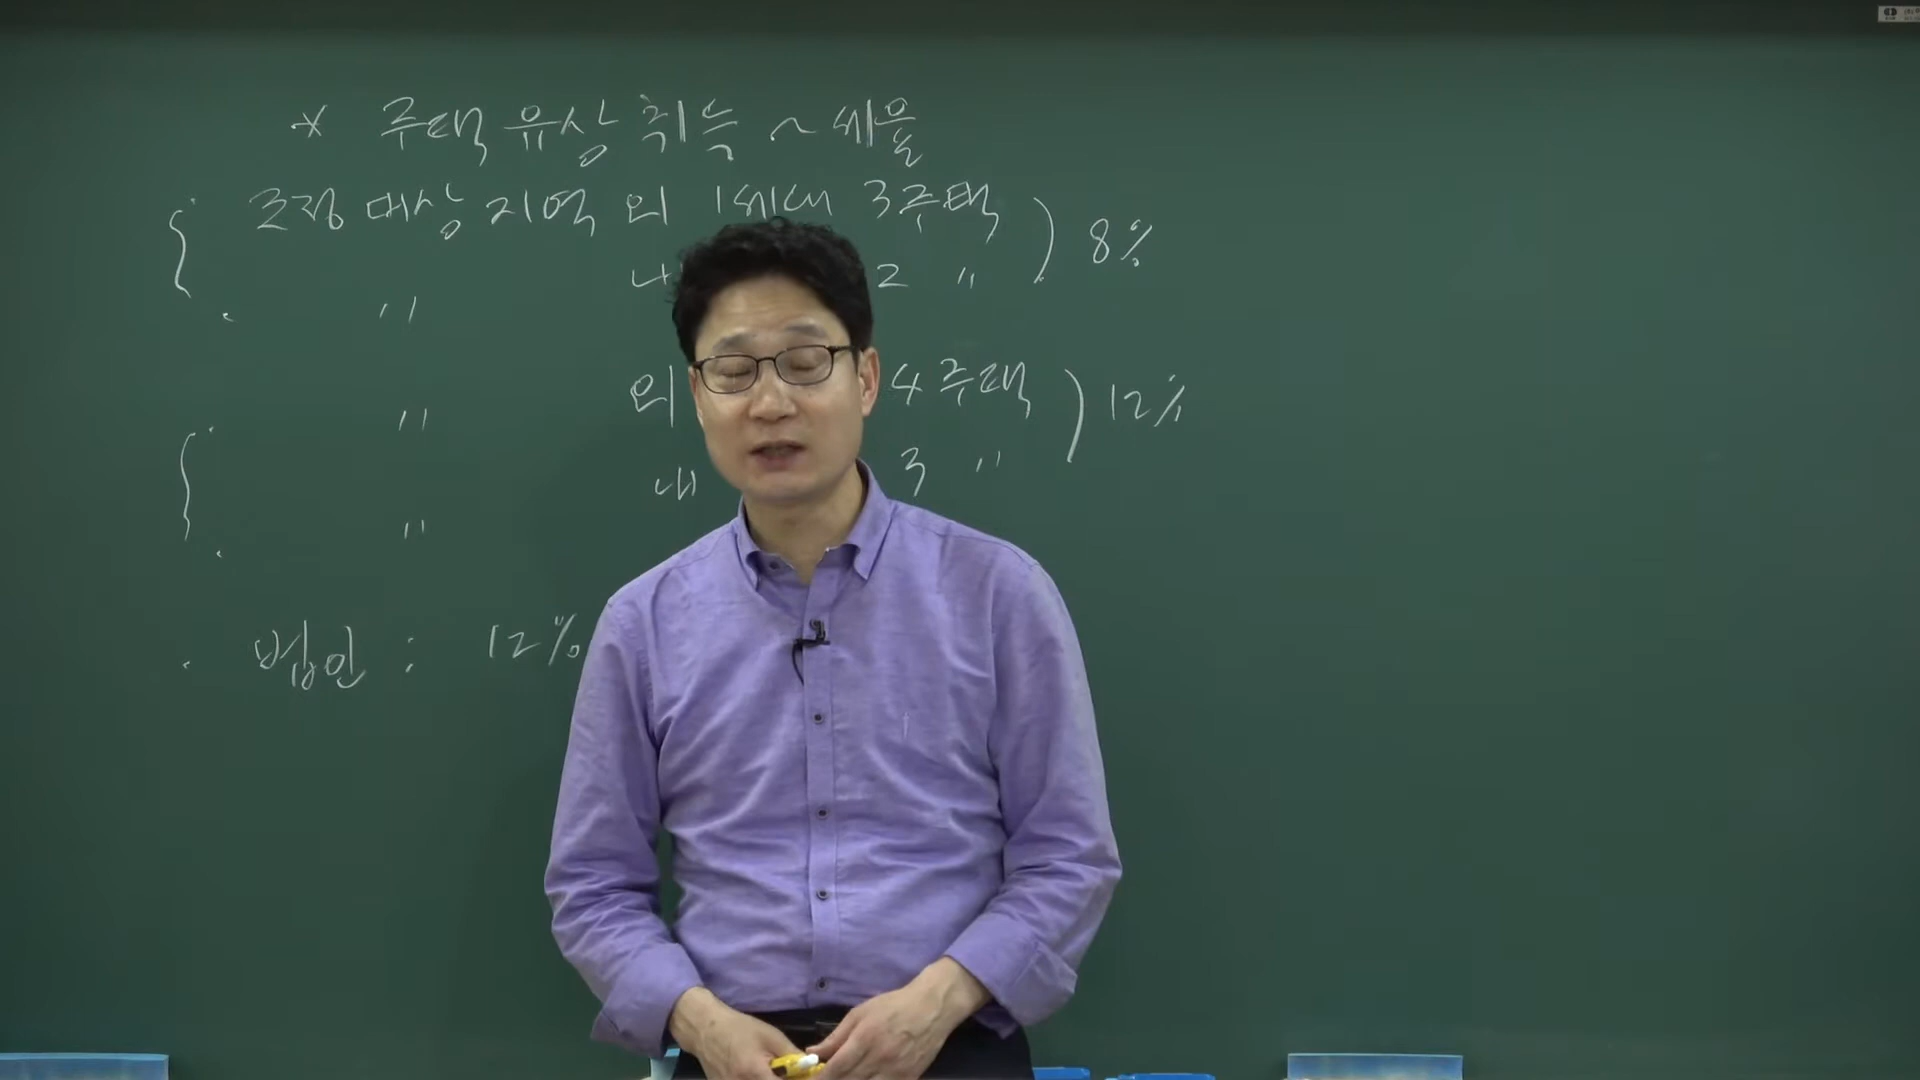 * 주택 유상 취득 ~ 세율
조정 대상 지역 외 1세대 3주택 ) 8%
· 〃 내 2 〃
〃 외 4주택 ) 12%
· 〃 내 3 〃
· 법인 : 12%